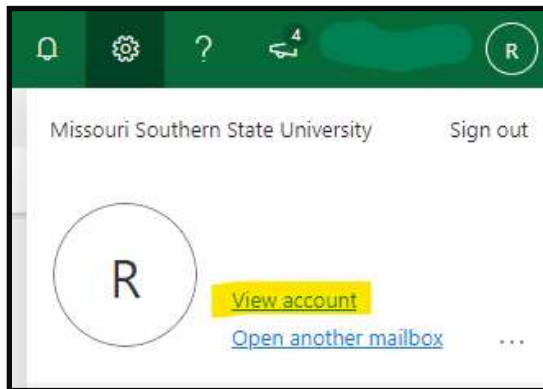 ? 4 R
Missouri Southern State University Sign out
R
View account
Open another mailbox ...